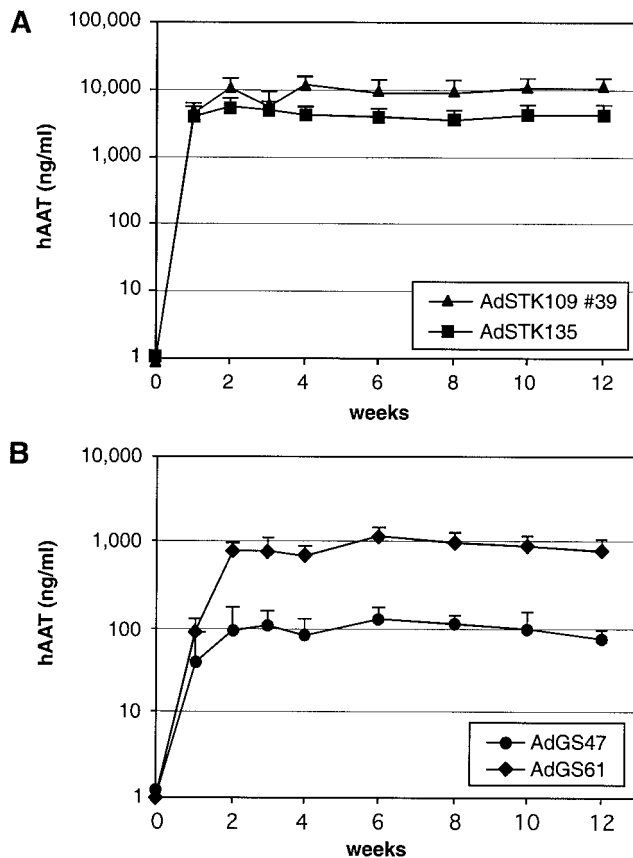 A
100,000
10,000
1,000
100
10
1
hAAT (ng/ml)
AdSTK109 #39
AdSTK135
0 2 4 6 8 10 12
weeks
B
10,000
1,000
100
10
1
hAAT (ng/ml)
AdGS47
AdGS61
0 2 4 6 8 10 12
weeks